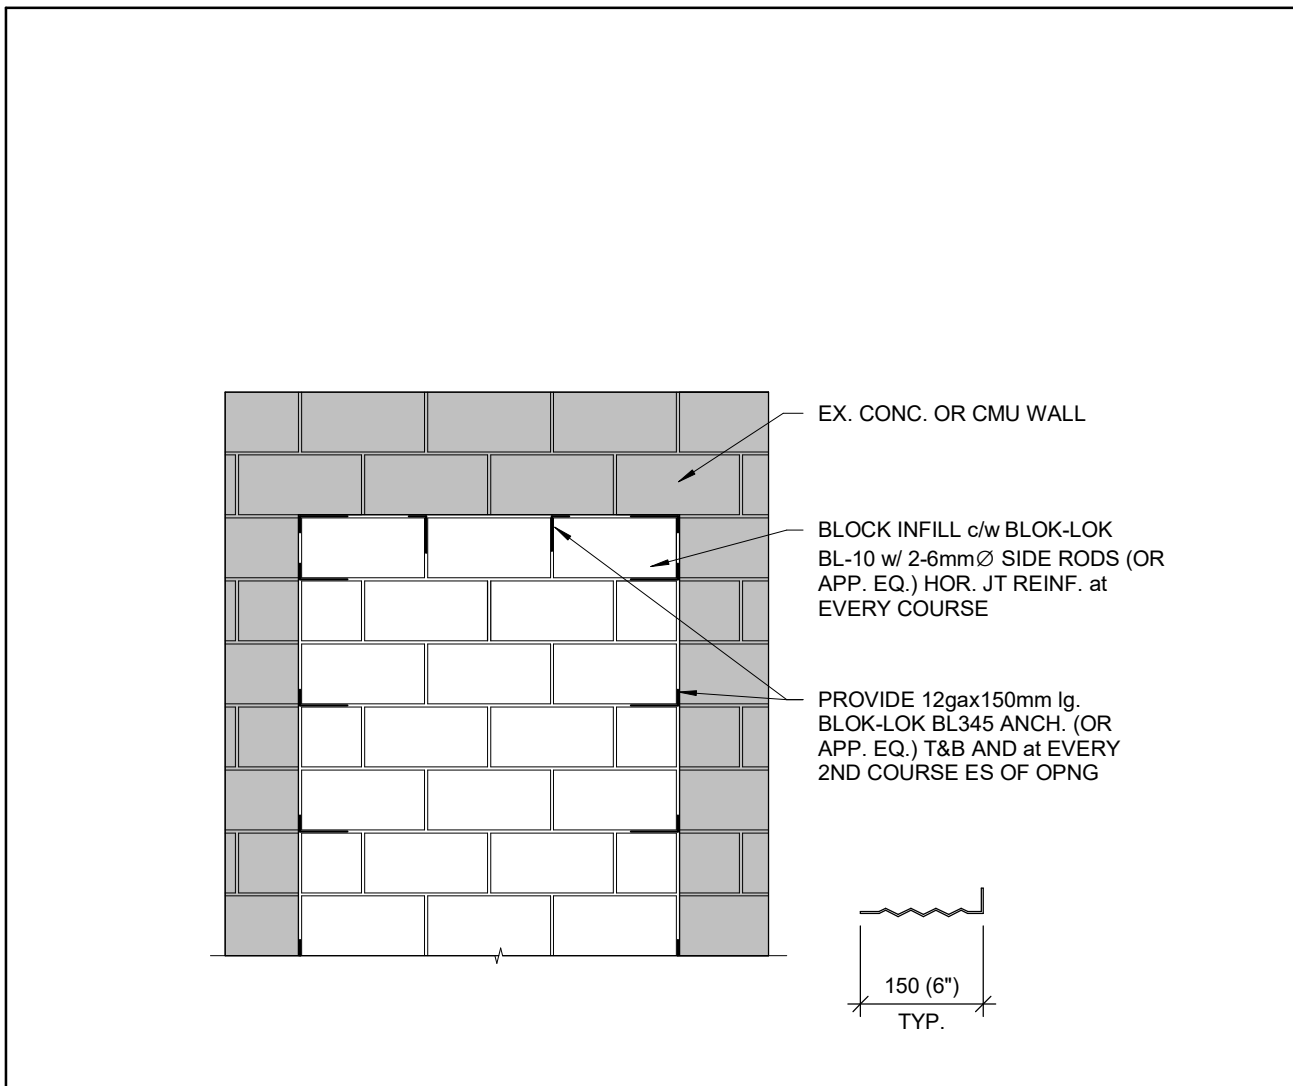 EX. CONC. OR CMU WALL
BLOCK INFILL c/w BLOK-LOK
BL-10 w/ 2-6mm∅ SIDE RODS (OR
APP. EQ.) HOR. JT REINF. at
EVERY COURSE
PROVIDE 12gax150mm lg.
BLOK-LOK BL345 ANCH. (OR
APP. EQ.) T&B AND at EVERY
2ND COURSE ES OF OPNG
150 (6")
TYP.